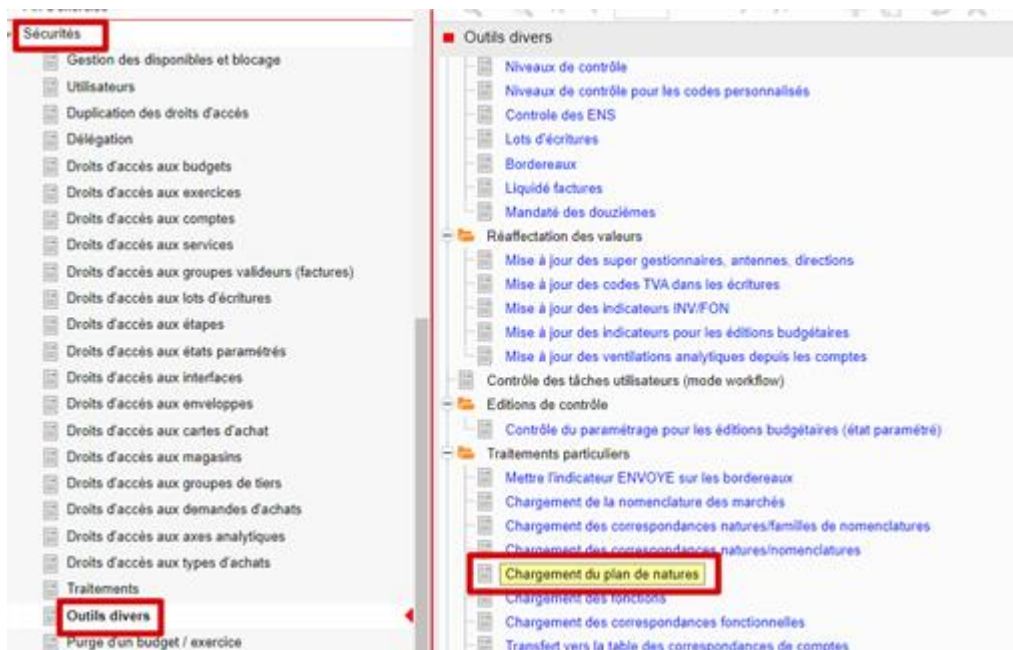 Sécurités
Gestion des disponibles et blocage
Utilisateurs
Duplication des droits d'accès
Délégation
Droits d'accès aux budgets
Droits d'accès aux exercices
Droits d'accès aux comptes
Droits d'accès aux services
Droits d'accès aux groupes valideurs (factures)
Droits d'accès aux lots d'écritures
Droits d'accès aux étapes
Droits d'accès aux états paramétrés
Droits d'accès aux interfaces
Droits d'accès aux enveloppes
Droits d'accès aux cartes d'achat
Droits d'accès aux magasins
Droits d'accès aux groupes de tiers
Droits d'accès aux demandes d'achats
Droits d'accès aux axes analytiques
Droits d'accès aux types d'achats
Traitements
Outils divers
Purge d'un budget / exercice
Outils divers
Niveaux de contrôle
Niveaux de contrôle pour les codes personnalisés
Controle des ENS
Lots d'écritures
Bordereaux
Liquidé factures
Mandaté des douzièmes
Réaffectation des valeurs
Mise à jour des super gestionnaires, antennes, directions
Mise à jour des codes TVA dans les écritures
Mise à jour des indicateurs INV/FON
Mise à jour des indicateurs pour les éditions budgétaires
Mise à jour des ventilations analytiques depuis les comptes
Contrôle des tâches utilisateurs (mode workflow)
Editions de contrôle
Contrôle du paramétrage pour les éditions budgétaires (état paramétré)
Traitements particuliers
Mettre l'indicateur ENVOYE sur les bordereaux
Chargement de la nomenclature des marchés
Chargement des correspondances natures/familles de nomenclatures
Chargement des correspondances natures/nomenclatures
Chargement du plan de natures
Chargement des fonctions
Chargement des correspondances fonctionnelles
Transfert vers la table des correspondances de comptes